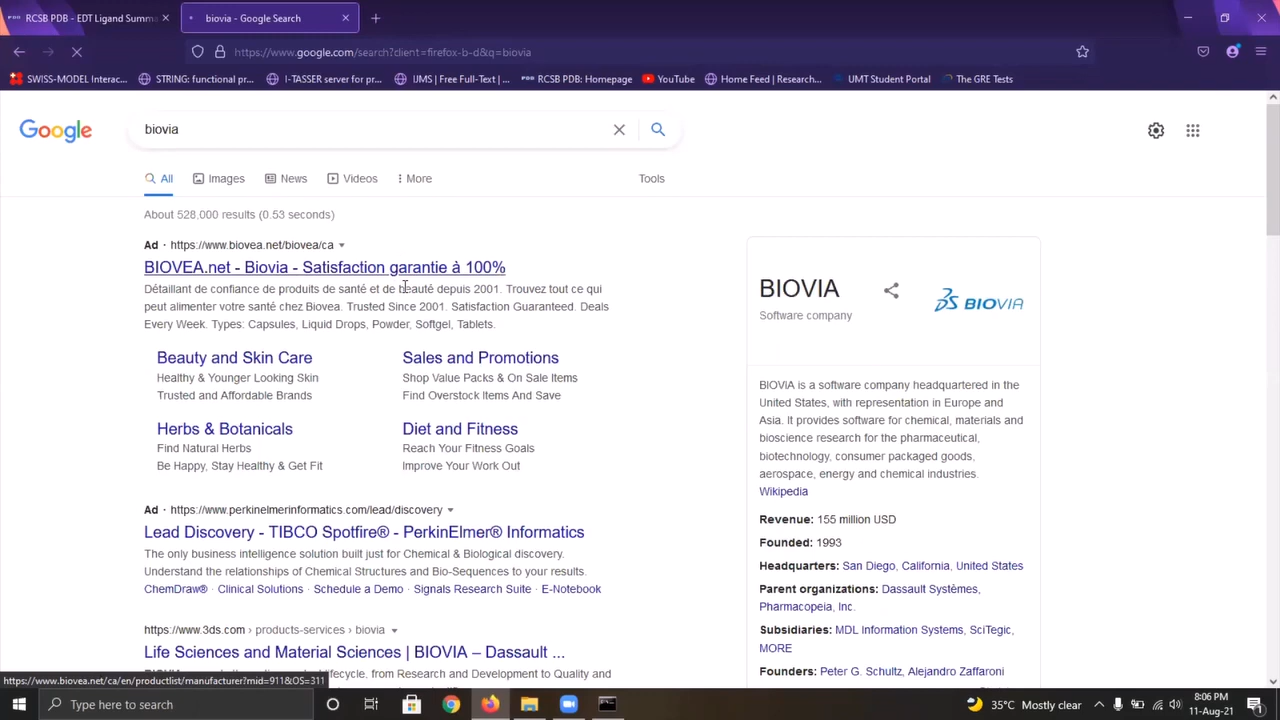 RCSB PDB - EDT Ligand Summa
biovia - Google Search
https://www.google.com/search?client=firefox-b-d&q=biovia
SWISS-MODEL Interac...
STRING: functional pr...
I-TASSER server for pr...
IJMS | Free Full-Text | ...
RCSB PDB: Homepage
YouTube
Home Feed | Research...
UMT Student Portal
The GRE Tests
Google
biovia
All
Images
News
Videos
More
Tools
About 528,000 results (0.53 seconds)
Ad · https://www.biovea.net/biovea/ca
BIOVEA.net - Biovia - Satisfaction garantie à 100%
Détaillant de confiance de produits de santé et de beauté depuis 2001. Trouvez tout ce qui
peut alimenter votre santé chez Biovea. Trusted Since 2001. Satisfaction Guaranteed. Deals
Every Week. Types: Capsules, Liquid Drops, Powder, Softgel, Tablets.
Beauty and Skin Care
Healthy & Younger Looking Skin
Trusted and Affordable Brands
Sales and Promotions
Shop Value Packs & On Sale Items
Find Overstock Items And Save
Herbs & Botanicals
Find Natural Herbs
Be Happy, Stay Healthy & Get Fit
Diet and Fitness
Reach Your Fitness Goals
Improve Your Work Out
Ad · https://www.perkinelmerinformatics.com/lead/discovery
Lead Discovery - TIBCO Spotfire® - PerkinElmer® Informatics
The only business intelligence solution built just for Chemical & Biological discovery.
Understand the relationships of Chemical Structures and Bio-Sequences to your results.
ChemDraw® · Clinical Solutions · Schedule a Demo · Signals Research Suite · E-Notebook
https://www.3ds.com › products-services › biovia
Life Sciences and Material Sciences | BIOVIA – Dassault ...
lifecycle, from Research and Development to Quality and
BIOVIA
Software company
BIOVIA
BIOVIA is a software company headquartered in the
United States, with representation in Europe and
Asia. It provides software for chemical, materials and
bioscience research for the pharmaceutical,
biotechnology, consumer packaged goods,
aerospace, energy and chemical industries.
Wikipedia
Revenue: 155 million USD
Founded: 1993
Headquarters: San Diego, California, United States
Parent organizations: Dassault Systèmes,
Pharmacopeia, Inc.
Subsidiaries: MDL Information Systems, SciTegic,
MORE
Founders: Peter G. Schultz, Alejandro Zaffaroni
https://www.biovea.net/ca/en/productlist/manufacturer?mid=911&OS=311
Type here to search
35°C Mostly clear
8:06 PM
11-Aug-21